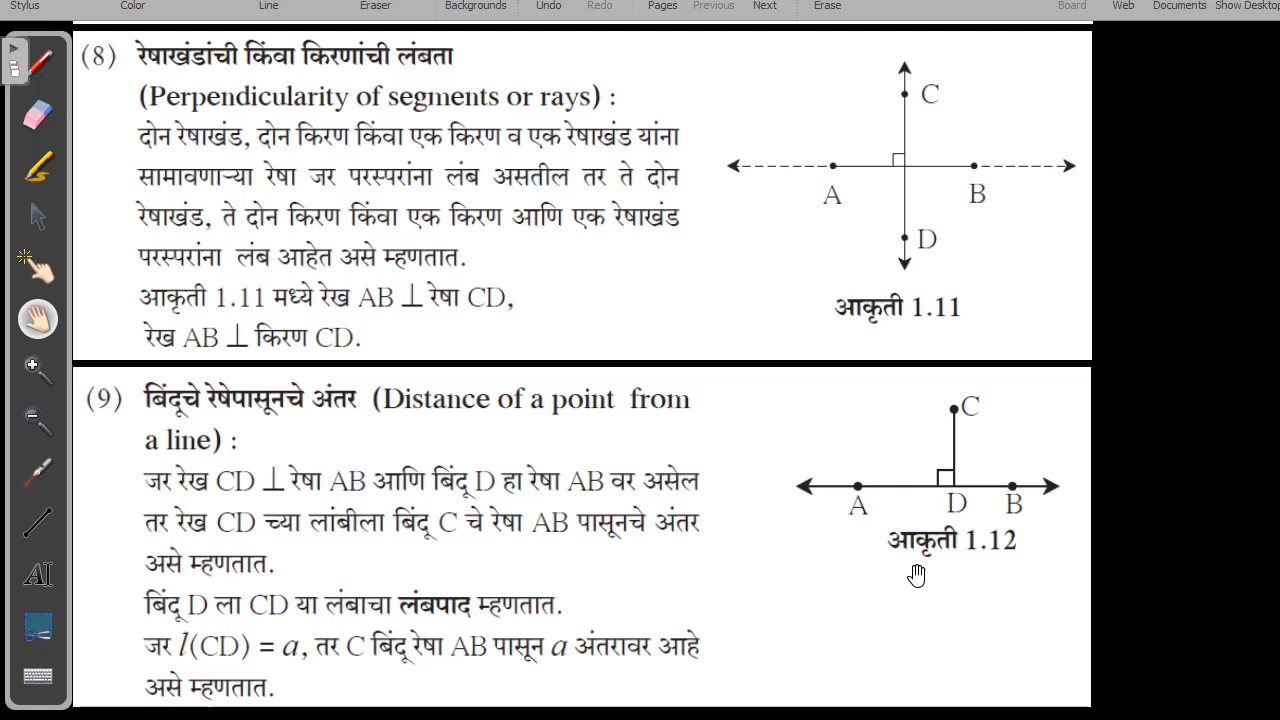 Stylus Color Line Eraser Backgrounds Undo Redo Pages Previous Next Erase Board Web Documents Show Desktop
(8) रेषाखंडांची किंवा किरणांची लंबता
(Perpendicularity of segments or rays) :
दोन रेषाखंड, दोन किरण किंवा एक किरण व एक रेषाखंड यांना
सामावणाऱ्या रेषा जर परस्परांना लंब असतील तर ते दोन
रेषाखंड, ते दोन किरण किंवा एक किरण आणि एक रेषाखंड
परस्परांना लंब आहेत असे म्हणतात.
आकृती 1.11 मध्ये रेख AB ⊥ रेषा CD,
रेख AB ⊥ किरण CD.
C
A
B
D
आकृती 1.11
(9) बिंदूचे रेषेपासूनचे अंतर (Distance of a point from
a line) :
जर रेख CD ⊥ रेषा AB आणि बिंदू D हा रेषा AB वर असेल
तर रेख CD च्या लांबीला बिंदू C चे रेषा AB पासूनचे अंतर
असे म्हणतात.
बिंदू D ला CD या लंबाचा लंबपाद म्हणतात.
जर l(CD) = a, तर C बिंदू रेषा AB पासून a अंतरावर आहे
असे म्हणतात.
C
A D B
आकृती 1.12
AI